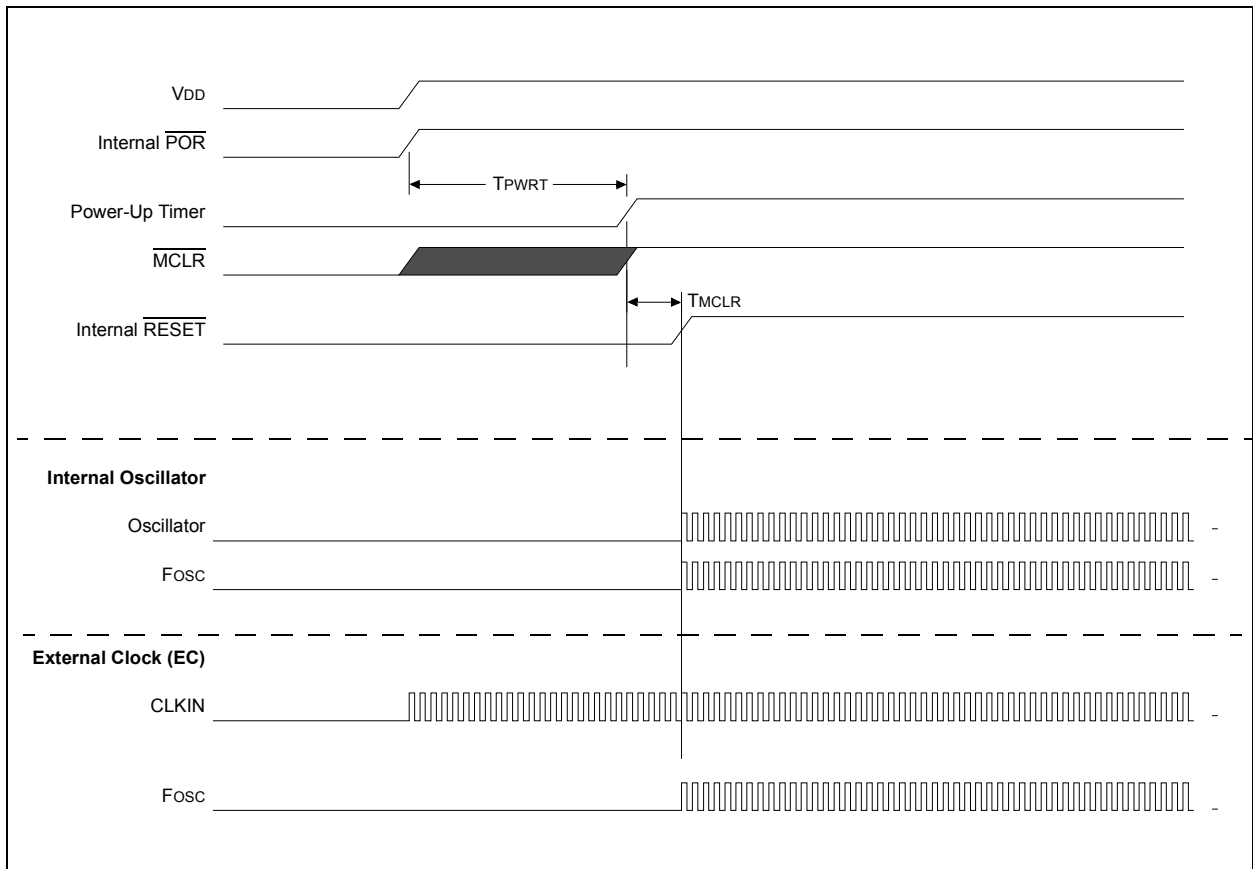 VDD
Internal POR
TPWRT
Power-Up Timer
MCLR
TMCLR
Internal RESET
Internal Oscillator
Oscillator
FOSC
External Clock (EC)
CLKIN
FOSC